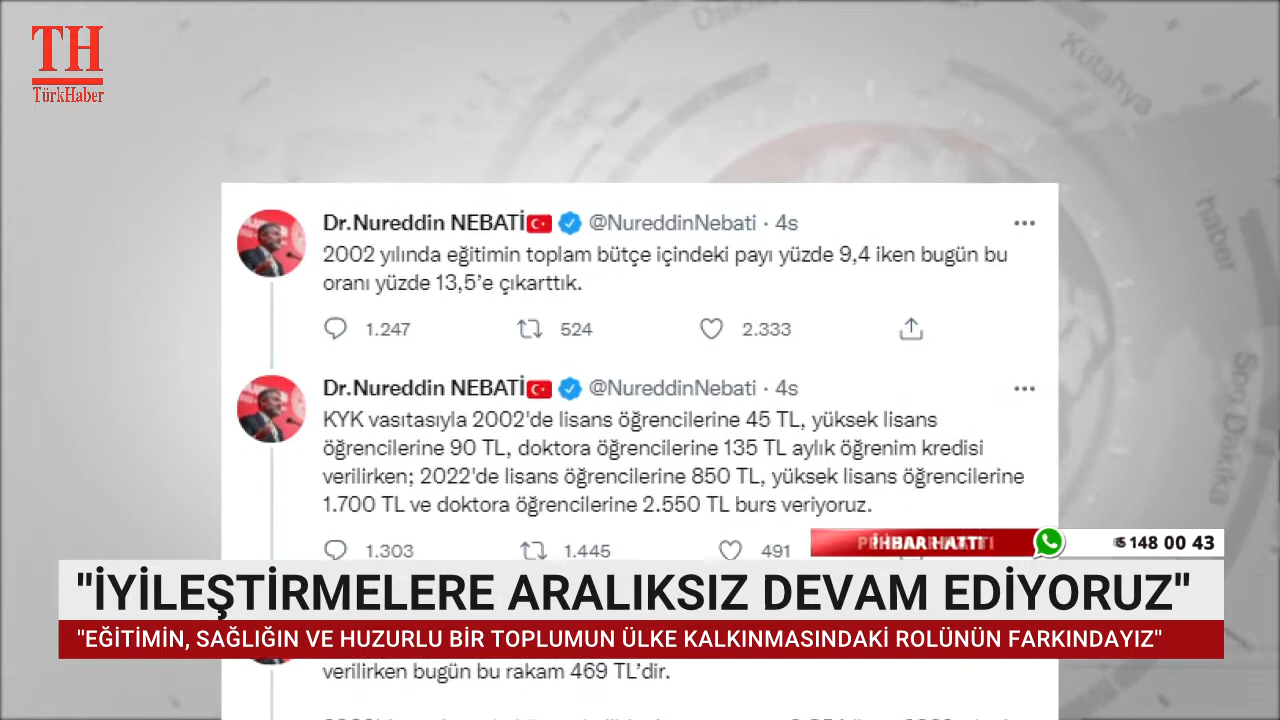 TH
TürkHaber
Kütahya
haber
Son Dakika
Dr.Nureddin NEBATİ @NureddinNebati · 4s
2002 yılında eğitimin toplam bütçe içindeki payı yüzde 9,4 iken bugün bu
oranı yüzde 13,5’e çıkarttık.
1.247 524 2.333
Dr.Nureddin NEBATİ @NureddinNebati · 4s
KYK vasıtasıyla 2002'de lisans öğrencilerine 45 TL, yüksek lisans
öğrencilerine 90 TL, doktora öğrencilerine 135 TL aylık öğrenim kredisi
verilirken; 2022'de lisans öğrencilerine 850 TL, yüksek lisans öğrencilerine
1.700 TL ve doktora öğrencilerine 2.550 TL burs veriyoruz.
1.303 1.445 491
İHBAR HATTI 148 00 43
"İYİLEŞTİRMELERE ARALIKSIZ DEVAM EDİYORUZ"
"EĞİTİMİN, SAĞLIĞIN VE HUZURLU BİR TOPLUMUN ÜLKE KALKINMASINDAKİ ROLÜNÜN FARKINDAYIZ"
verilirken bugün bu rakam 469 TL’dir.